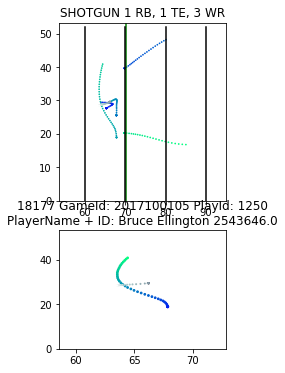 SHOTGUN 1 RB, 1 TE, 3 WR
50
40
30
20
10
0
60 70 80 90
18177 GameId: 2017100105 PlayId: 1250
PlayerName + ID: Bruce Ellington 2543646.0
40
20
0
60 65 70